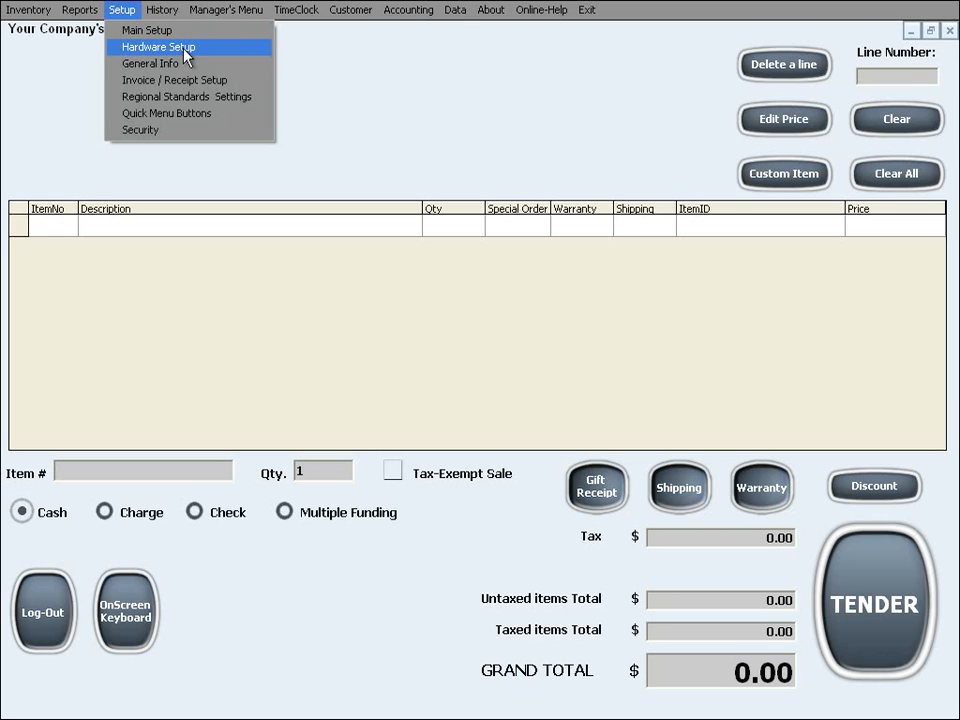 Inventory Reports Setup History Manager's Menu TimeClock Customer Accounting Data About Online-Help Exit
Your Company's
Main Setup
Hardware Setup
General Info
Invoice / Receipt Setup
Regional Standards Settings
Quick Menu Buttons
Security
Delete a line
Line Number:
Edit Price
Clear
Custom Item
Clear All
ItemNo Description Qty Special Order Warranty Shipping ItemID Price
Item # Qty. 1 Tax-Exempt Sale
Gift
Receipt
Shipping
Warranty
Discount
Cash Charge Check Multiple Funding
Tax $ 0.00
Log-Out
OnScreen
Keyboard
Untaxed items Total $ 0.00
Taxed items Total $ 0.00
GRAND TOTAL $ 0.00
TENDER